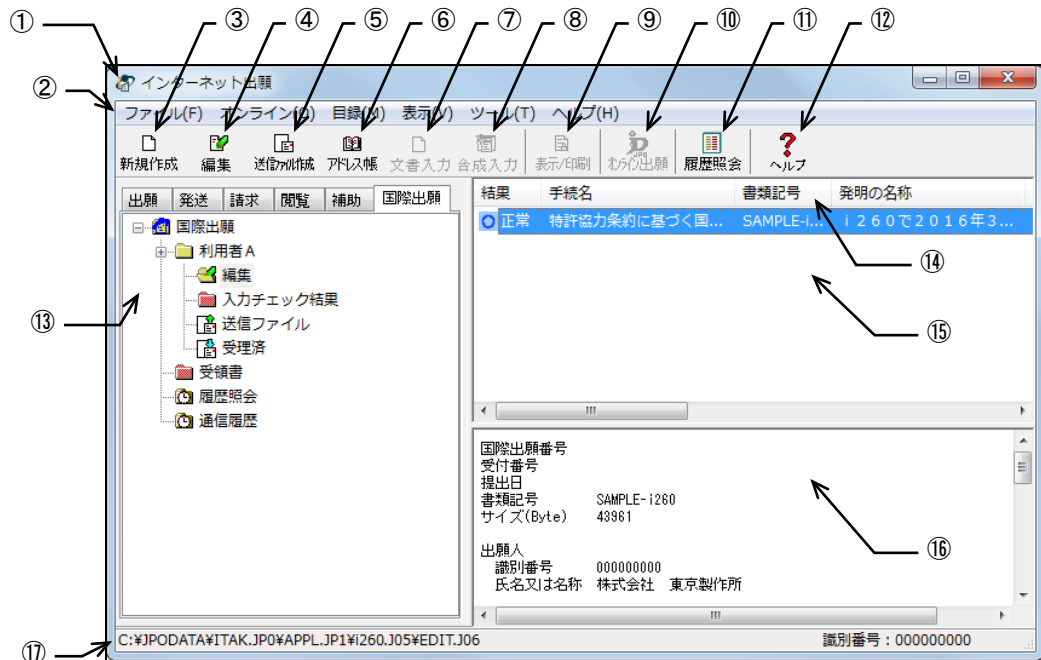 ① ③ ④ ⑤ ⑥ ⑦ ⑧ ⑨ ⑩ ⑪ ⑫
インターネット出願
②
ファイル(F) オンライン(O) 目録(M) 表示(V) ツール(T) ヘルプ(H)
新規作成 編集 送信ファイル作成 アドレス帳 文書入力 合成入力 表示/印刷 オンライン出願 履歴照会 ヘルプ
出願 発送 請求 閲覧 補助 国際出願
結果 手続名 書類記号 発明の名称
正常 特許協力条約に基づく国... SAMPLE-i... ｉ２６０で２０１６年３...
国際出願
利用者Ａ
編集
入力チェック結果
送信ファイル
受理済
受領書
履歴照会
通信履歴
⑬
⑭
⑮
国際出願番号
受付番号
提出日
書類記号 SAMPLE-i260
サイズ(Byte) 43961
出願人
識別番号 000000000
氏名又は名称 株式会社　東京製作所
⑯
C:¥JPODATA¥ITAK.JP0¥APPL.JP1¥i260.J05¥EDIT.J06 識別番号：000000000
⑰